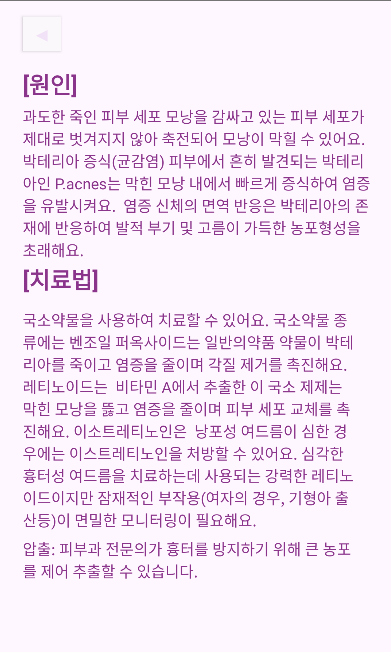 [원인]
과도한 죽인 피부 세포 모낭을 감싸고 있는 피부 세포가
제대로 벗겨지지 않아 축전되어 모낭이 막힐 수 있어요.
박테리아 증식(균감염) 피부에서 흔히 발견되는 박테리
아인 P.acnes는 막힌 모낭 내에서 빠르게 증식하여 염증
을 유발시켜요.  염증 신체의 면역 반응은 박테리아의 존
재에 반응하여 발적 부기 및 고름이 가득한 농포형성을
초래해요.
[치료법]
국소약물을 사용하여 치료할 수 있어요. 국소약물 종
류에는 벤조일 퍼옥사이드는 일반의약품 약물이 박테
리아를 죽이고 염증을 줄이며 각질 제거를 촉진해요.
레티노이드는  비타민 A에서 추출한 이 국소 제제는
막힌 모낭을 뚫고 염증을 줄이며 피부 세포 교체를 촉
진해요. 이소트레티노인은  낭포성 여드름이 심한 경
우에는 이스트레티노인을 처방할 수 있어요. 심각한
흉터성 여드름을 치료하는데 사용되는 강력한 레티노
이드이지만 잠재적인 부작용(여자의 경우, 기형아 출
산등)이 면밀한 모니터링이 필요해요.
압출: 피부과 전문의가 흉터를 방지하기 위해 큰 농포
를 제어 추출할 수 있습니다.